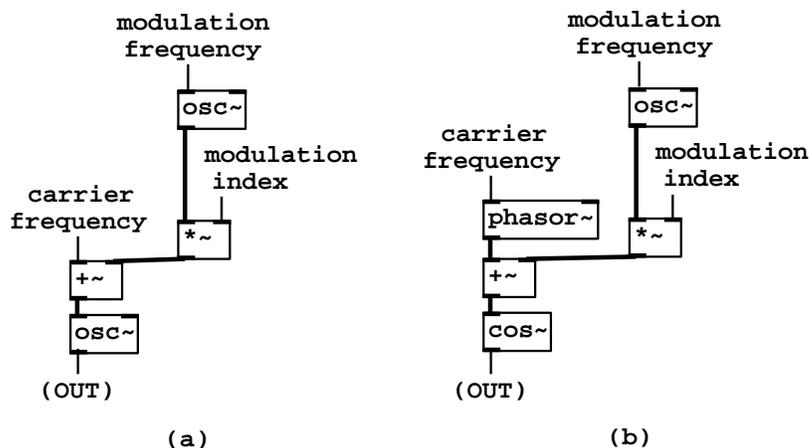 modulation
frequency
osc~
modulation
index
carrier
frequency
*~
+~
osc~
(OUT)
(a)
modulation
frequency
osc~
carrier
frequency
modulation
index
phasor~
*~
+~
cos~
(OUT)
(b)